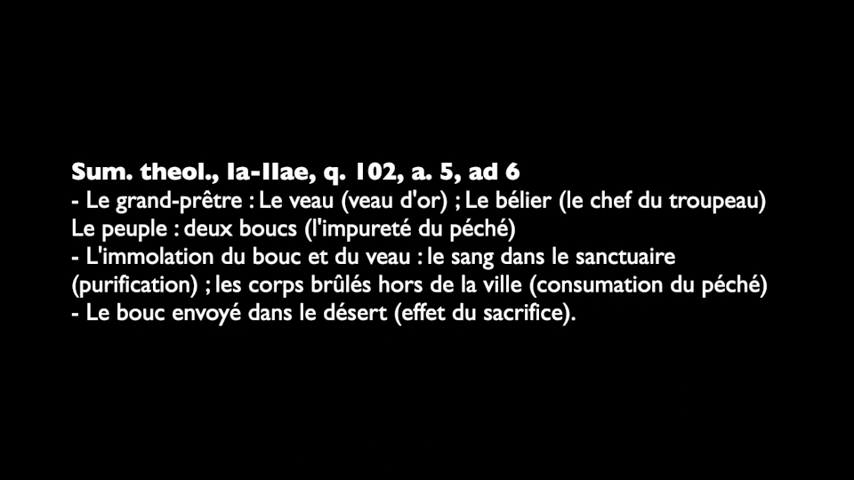 Sum. theol., Ia-IIae, q. 102, a. 5, ad 6
- Le grand-prêtre : Le veau (veau d'or) ; Le bélier (le chef du troupeau)
Le peuple : deux boucs (l'impureté du péché)
- L'immolation du bouc et du veau : le sang dans le sanctuaire
(purification) ; les corps brûlés hors de la ville (consumation du péché)
- Le bouc envoyé dans le désert (effet du sacrifice).